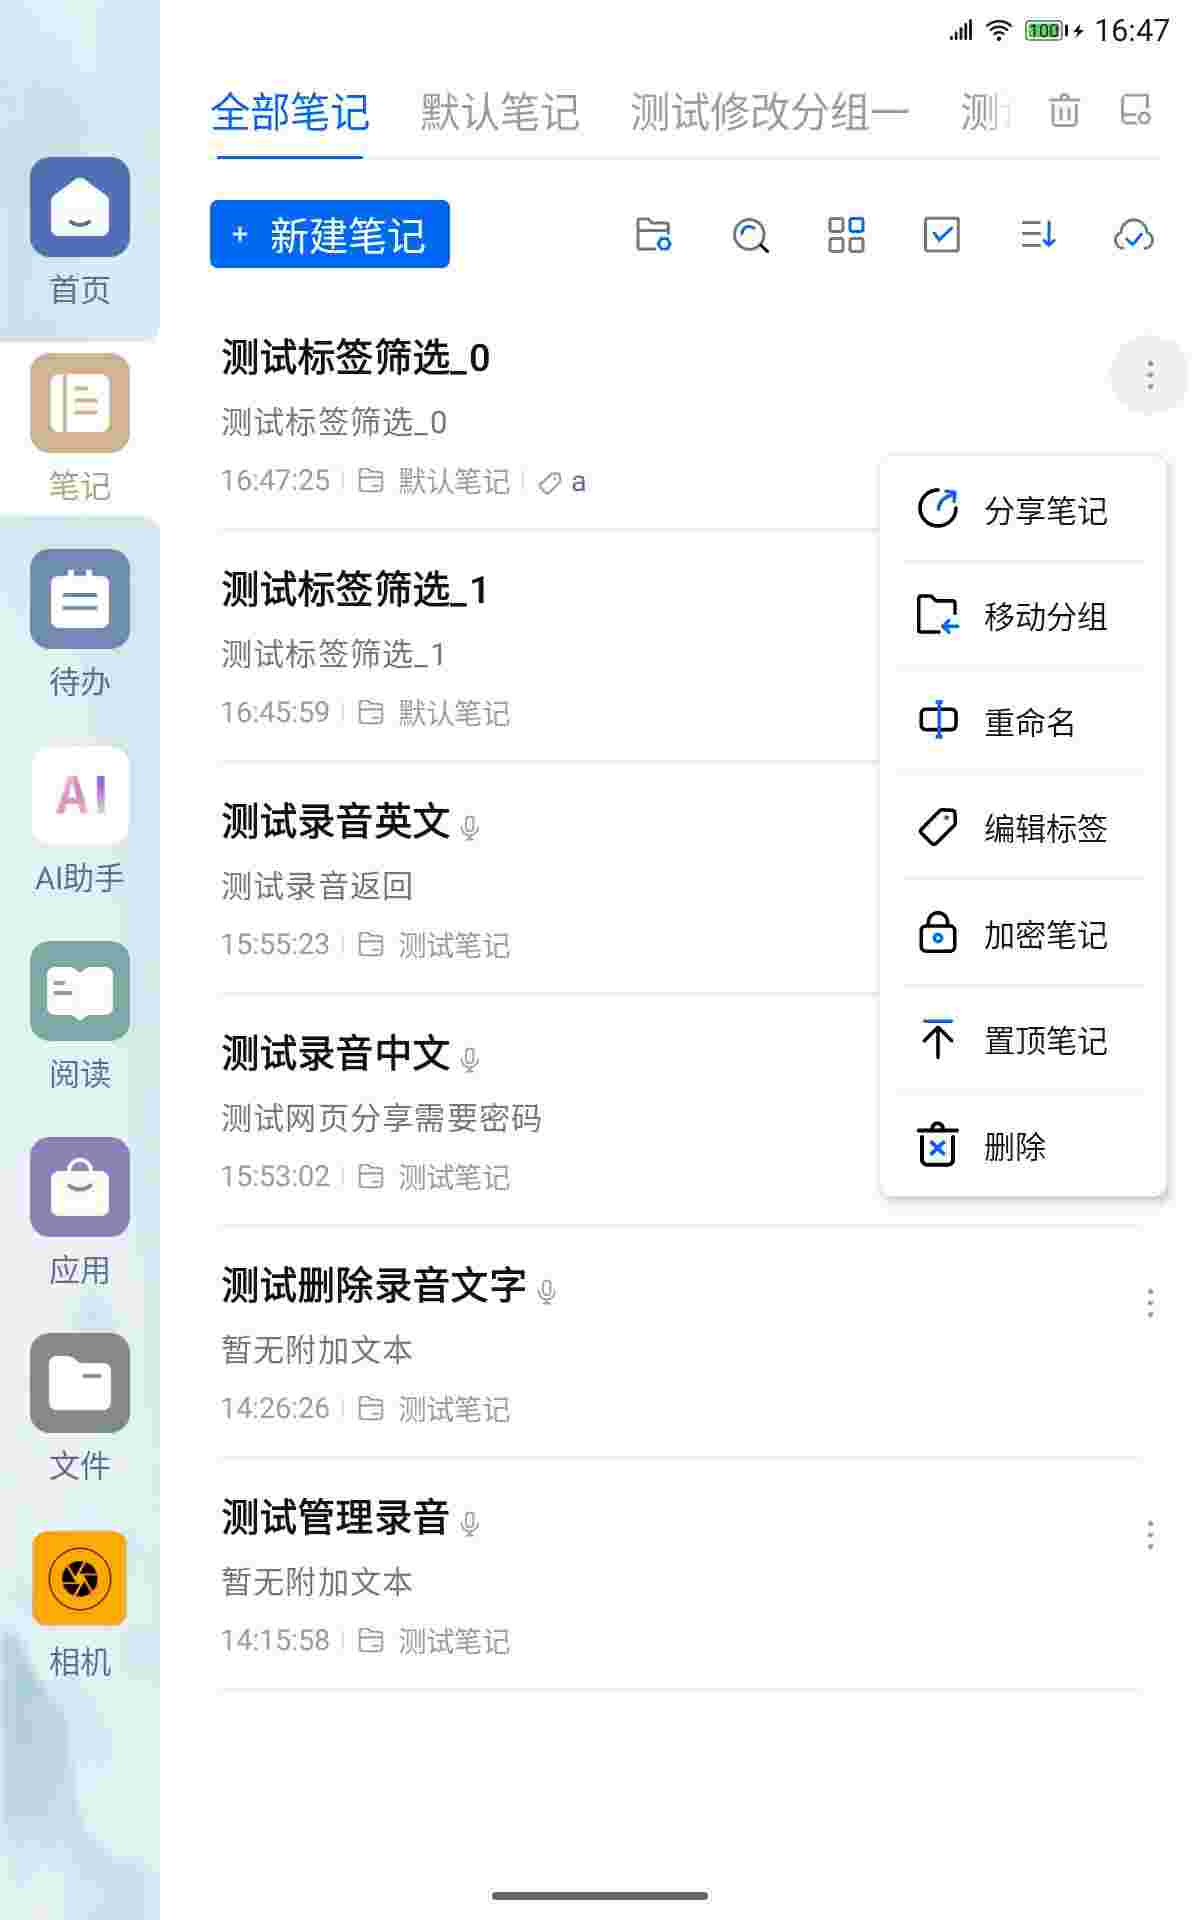 100 16:47
全部笔记 默认笔记 测试修改分组一 测
+ 新建笔记
首页
笔记
待办
AI
AI助手
阅读
应用
文件
相机
测试标签筛选_0
测试标签筛选_0
16:47:25 默认笔记 a
测试标签筛选_1
测试标签筛选_1
16:45:59 默认笔记
测试录音英文
测试录音返回
15:55:23 测试笔记
测试录音中文
测试网页分享需要密码
15:53:02 测试笔记
测试删除录音文字
暂无附加文本
14:26:26 测试笔记
测试管理录音
暂无附加文本
14:15:58 测试笔记
分享笔记
移动分组
重命名
编辑标签
加密笔记
置顶笔记
删除